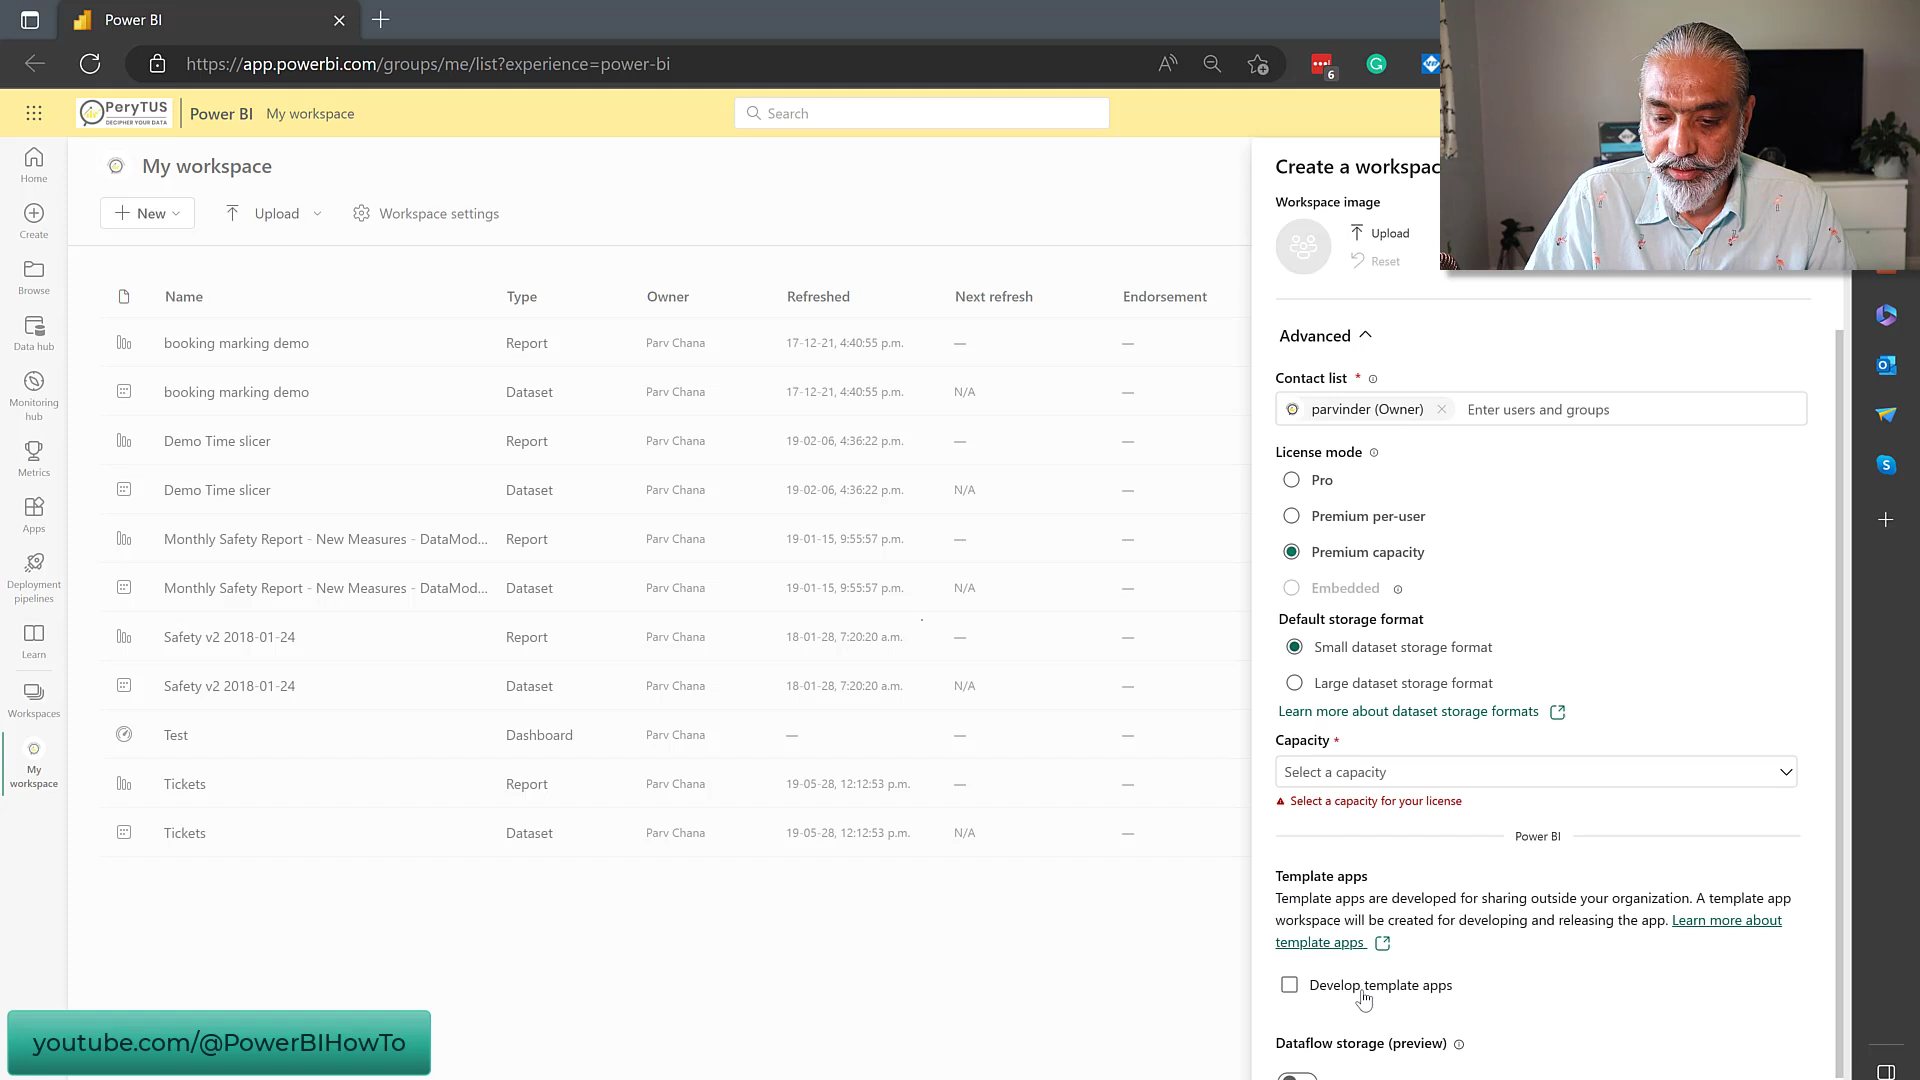 Power BI
https://app.powerbi.com/groups/me/list?experience=power-bi
6
PeryTUS
DECIPHER YOUR DATA
Power BI My workspace
Search
Home
Create
Browse
Data hub
Monitoring
hub
Metrics
Apps
Deployment
pipelines
Learn
Workspaces
My
workspace
My workspace
New
Upload
Workspace settings
Name Type Owner Refreshed Next refresh Endorsement
booking marking demo Report Parv Chana 17-12-21, 4:40:55 p.m. — —
booking marking demo Dataset Parv Chana 17-12-21, 4:40:55 p.m. N/A —
Demo Time slicer Report Parv Chana 19-02-06, 4:36:22 p.m. — —
Demo Time slicer Dataset Parv Chana 19-02-06, 4:36:22 p.m. N/A —
Monthly Safety Report - New Measures - DataMod... Report Parv Chana 19-01-15, 9:55:57 p.m. — —
Monthly Safety Report - New Measures - DataMod... Dataset Parv Chana 19-01-15, 9:55:57 p.m. N/A —
Safety v2 2018-01-24 Report Parv Chana 18-01-28, 7:20:20 a.m. — —
Safety v2 2018-01-24 Dataset Parv Chana 18-01-28, 7:20:20 a.m. N/A —
Test Dashboard Parv Chana — — —
Tickets Report Parv Chana 19-05-28, 12:12:53 p.m. — —
Tickets Dataset Parv Chana 19-05-28, 12:12:53 p.m. N/A —
Create a workspac
Workspace image
Upload
Reset
Advanced
Contact list *
parvinder (Owner) Enter users and groups
License mode
Pro
Premium per-user
Premium capacity
Embedded
Default storage format
Small dataset storage format
Large dataset storage format
Learn more about dataset storage formats
Capacity *
Select a capacity
Select a capacity for your license
Power BI
Template apps
Template apps are developed for sharing outside your organization. A template app
workspace will be created for developing and releasing the app. Learn more about
template apps
Develop template apps
Dataflow storage (preview)
youtube.com/@PowerBIHowTo